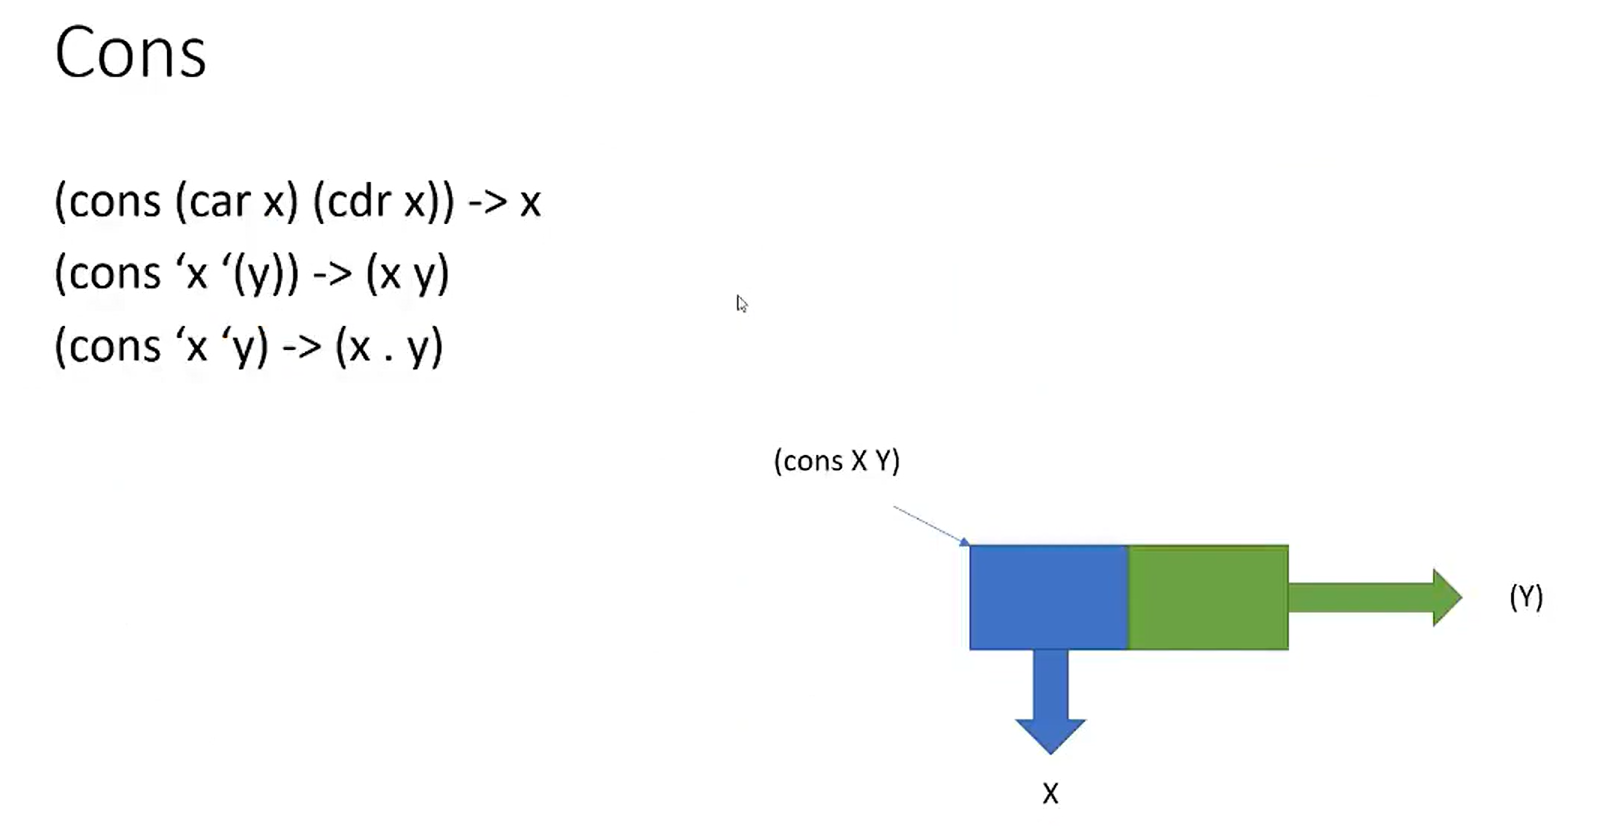 Cons
(cons (car x) (cdr x)) -> x
(cons ‘x ‘(y)) -> (x y)
(cons ‘x ‘y) -> (x . y)
(cons X Y)
(Y)
X